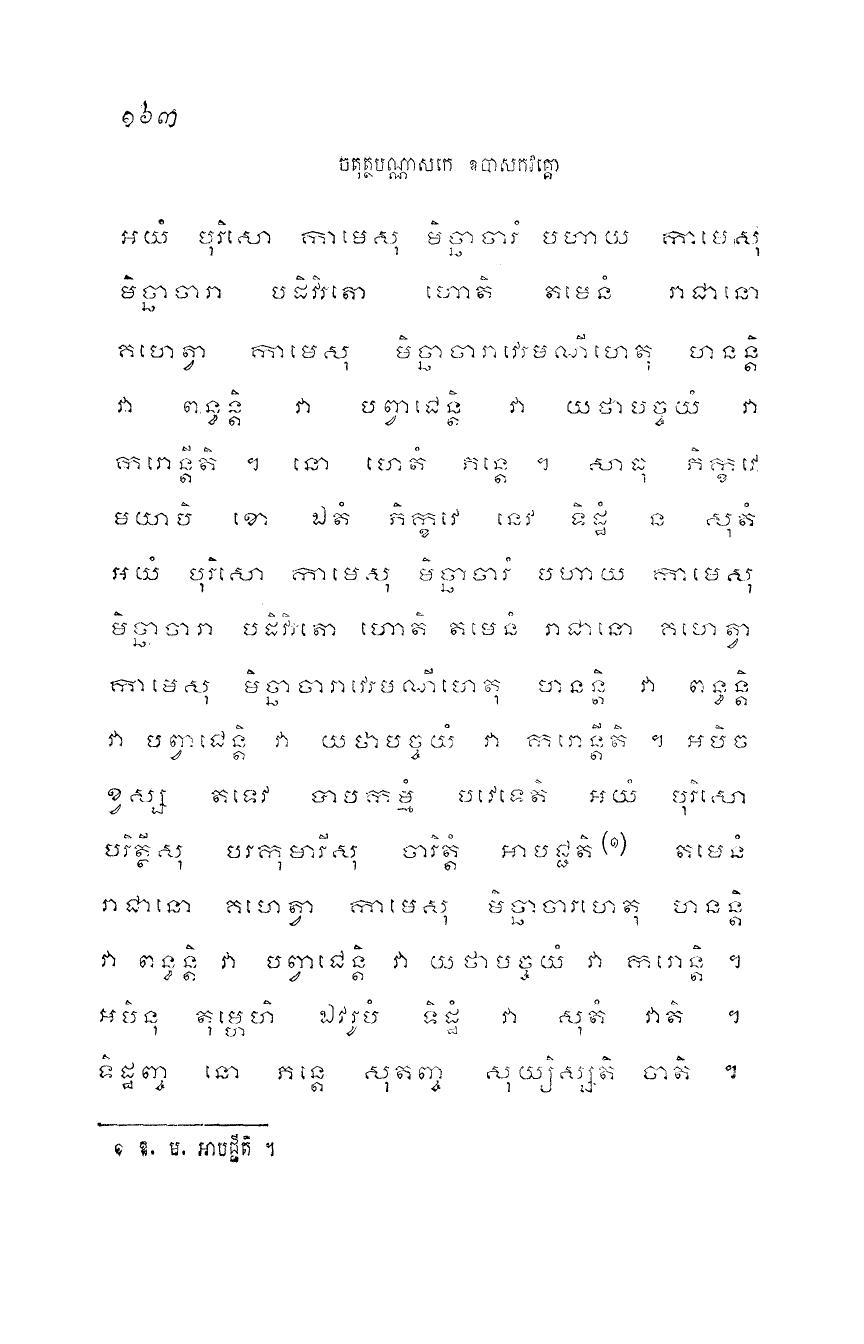 ១៦៣
ចតុត្ថបណ្ណាសកេ ឧបាសកវគ្គោ
អយំ បុរិសោ កាមេសុ មិច្ឆាចារំ បហាយ កាមេសុ
មិច្ឆាចារា បដិវិរតោ ហោតិ តមេនំ រាជានោ
គហេត្វា កាមេសុ មិច្ឆាចារាវេរមណីហេតុ ហនន្តិ
វា ពន្ធន្តិ វា បព្វាជេន្តិ វា យថាបច្ចយំ វា
ករោន្តីតិ ។ នោ ហេតំ ភន្តេ ។ សាធុ ភិក្ខវេ
មយាបិ ខោ ឯតំ ភិក្ខវេ នេវ ទិដ្ឋំ ន សុតំ
អយំ បុរិសោ កាមេសុ មិច្ឆាចារំ បហាយ កាមេសុ
មិច្ឆាចារា បដិវិរតោ ហោតិ តមេនំ រាជានោ គហេត្វា
កាមេសុ មិច្ឆាចារាវេរមណីហេតុ ហនន្តិ វា ពន្ធន្តិ
វា បព្វាជេន្តិ វា យថាបច្ចយំ វា ករោន្តីតិ ។ អបិច
ខ្វស្ស តទេវ បាបកម្មំ បវេទេតិ អយំ បុរិសោ
បរិត្ថីសុ បរកុមារីសុ ចារិត្តំ អាបជ្ជតិ (១) តមេនំ
រាជានោ គហេត្វា កាមេសុ មិច្ឆាចារហេតុ ហនន្តិ
វា ពន្ធន្តិ វា បព្វាជេន្តិ វា យថាបច្ចយំ វា ករោន្តិ ។
អបិនុ តុម្ហេហិ ឯវរូបំ ទិដ្ឋំ វា សុតំ វាតិ ។
ទិដ្ឋញ្ច នោ ភន្តេ សុតញ្ច សុយ្យិស្សតិ ចាតិ ។
១ ឱ. ម. អាបជ្ជីតិ ។